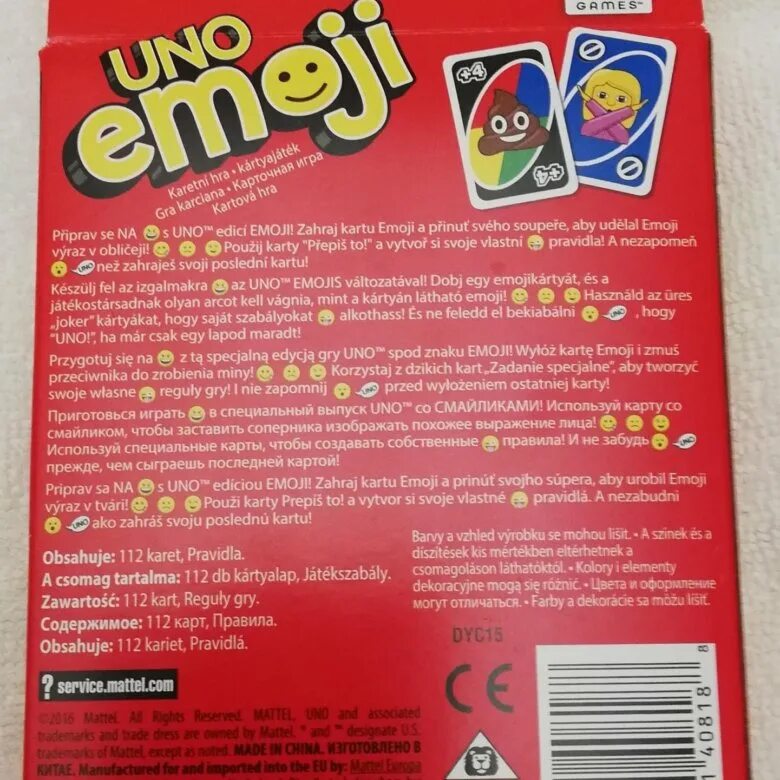 GAMES™
UNO
emoji
+4
+4
Karetní hra • kártyajáték
Gra karciana • Карточная игра
Kartová hra
Připrav se NA 😀 s UNO™ edicí EMOJI! Zahraj kartu Emoji a přinuť svého soupeře, aby udělal Emoji
výraz v obličeji! Použij karty "Přepiš to!" a vytvoř si svoje vlastní pravidla! A nezapomeň
UNO než zahraješ svoji poslední kartu!
Készülj fel az izgalmakra az UNO™ EMOJIS változatával! Dobj egy emojikártyát, és a
játékostársadnak olyan arcot kell vágnia, mint a kártyán látható emoji! Használd az üres
„joker” kártyákat, hogy saját szabályokat alkothass! És ne feledd el bekiabálni UNO , hogy
"UNO!", ha már csak egy lapod maradt!
Przygotuj się na z tą specjalną edycją gry UNO™ spod znaku EMOJI! Wyłóż kartę Emoji i zmuś
przeciwnika do zrobienia miny! Korzystaj z dzikich kart „Zadanie specjalne”, aby tworzyć
swoje własne reguły gry! I nie zapomnij UNO przed wyłożeniem ostatniej karty!
Приготовься играть в специальный выпуск UNO™ со СМАЙЛИКАМИ! Используй карту со
смайликом, чтобы заставить соперника изображать похожее выражение лица!
Используй специальные карты, чтобы создавать собственные правила! И не забудь UNO
прежде, чем сыграешь последней картой!
Priprav sa NA s UNO™ edíciou EMOJI! Zahraj kartu Emoji a prinúť svojho súpera, aby urobil Emoji
výraz v tvári! Použi karty Prepíš to! a vytvor si svoje vlastné pravidlá. A nezabudni
UNO ako zahráš svoju poslednú kartu!
Obsahuje: 112 karet, Pravidla.
A csomag tartalma: 112 db kártyalap, Játékszabály.
Zawartość: 112 kart, Reguły gry.
Содержимое: 112 карт, Правила.
Obsahuje: 112 kariet, Pravidlá.
Barvy a vzhled výrobku se mohou lišit. • A színek és a
díszítések kis mértékben eltérhetnek a
csomagoláson láthatóktól. • Kolory i elementy
dekoracyjne mogą się różnić. • Цвета и оформление
могут отличаться. • Farby a dekorácie sa môžu líšiť.
DYC15
? service.mattel.com
©2016 Mattel. All Rights Reserved. MATTEL, UNO and associated
trademarks and trade dress are owned by Mattel. ® and ™ designate U.S.
trademarks of Mattel, except as noted. MADE IN CHINA. ИЗГОТОВЛЕНО В
КИТАЕ. Manufactured for and imported into the EU by: Mattel Europa
CE
40818
8